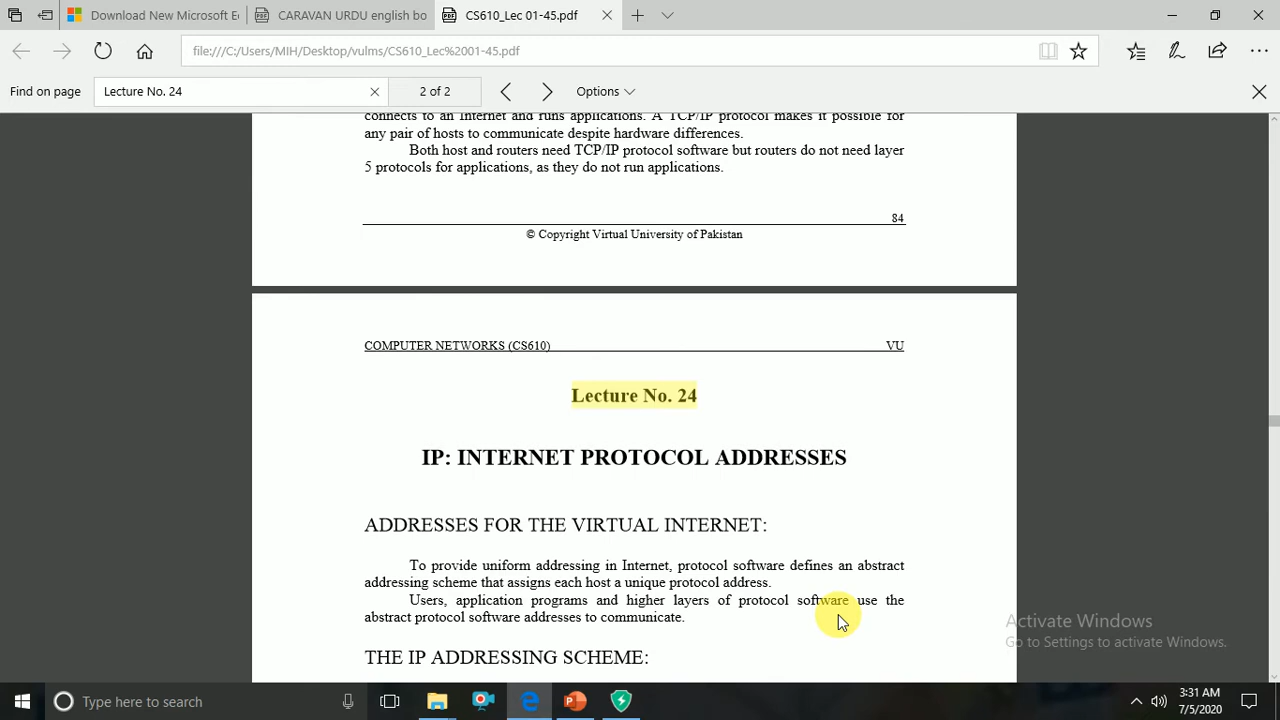 Download New Microsoft E
CARAVAN URDU english bo
CS610_Lec 01-45.pdf
file:///C:/Users/MIH/Desktop/vulms/CS610_Lec%2001-45.pdf
Find on page
Lecture No. 24
2 of 2
Options
connects to an Internet and runs applications. A TCP/IP protocol makes it possible for
any pair of hosts to communicate despite hardware differences.
Both host and routers need TCP/IP protocol software but routers do not need layer
5 protocols for applications, as they do not run applications.
84
© Copyright Virtual University of Pakistan
COMPUTER NETWORKS (CS610) VU
Lecture No. 24
IP: INTERNET PROTOCOL ADDRESSES
ADDRESSES FOR THE VIRTUAL INTERNET:
To provide uniform addressing in Internet, protocol software defines an abstract
addressing scheme that assigns each host a unique protocol address.
Users, application programs and higher layers of protocol software use the
abstract protocol software addresses to communicate.
THE IP ADDRESSING SCHEME:
Activate Windows
Go to Settings to activate Windows.
Type here to search
3:31 AM
7/5/2020